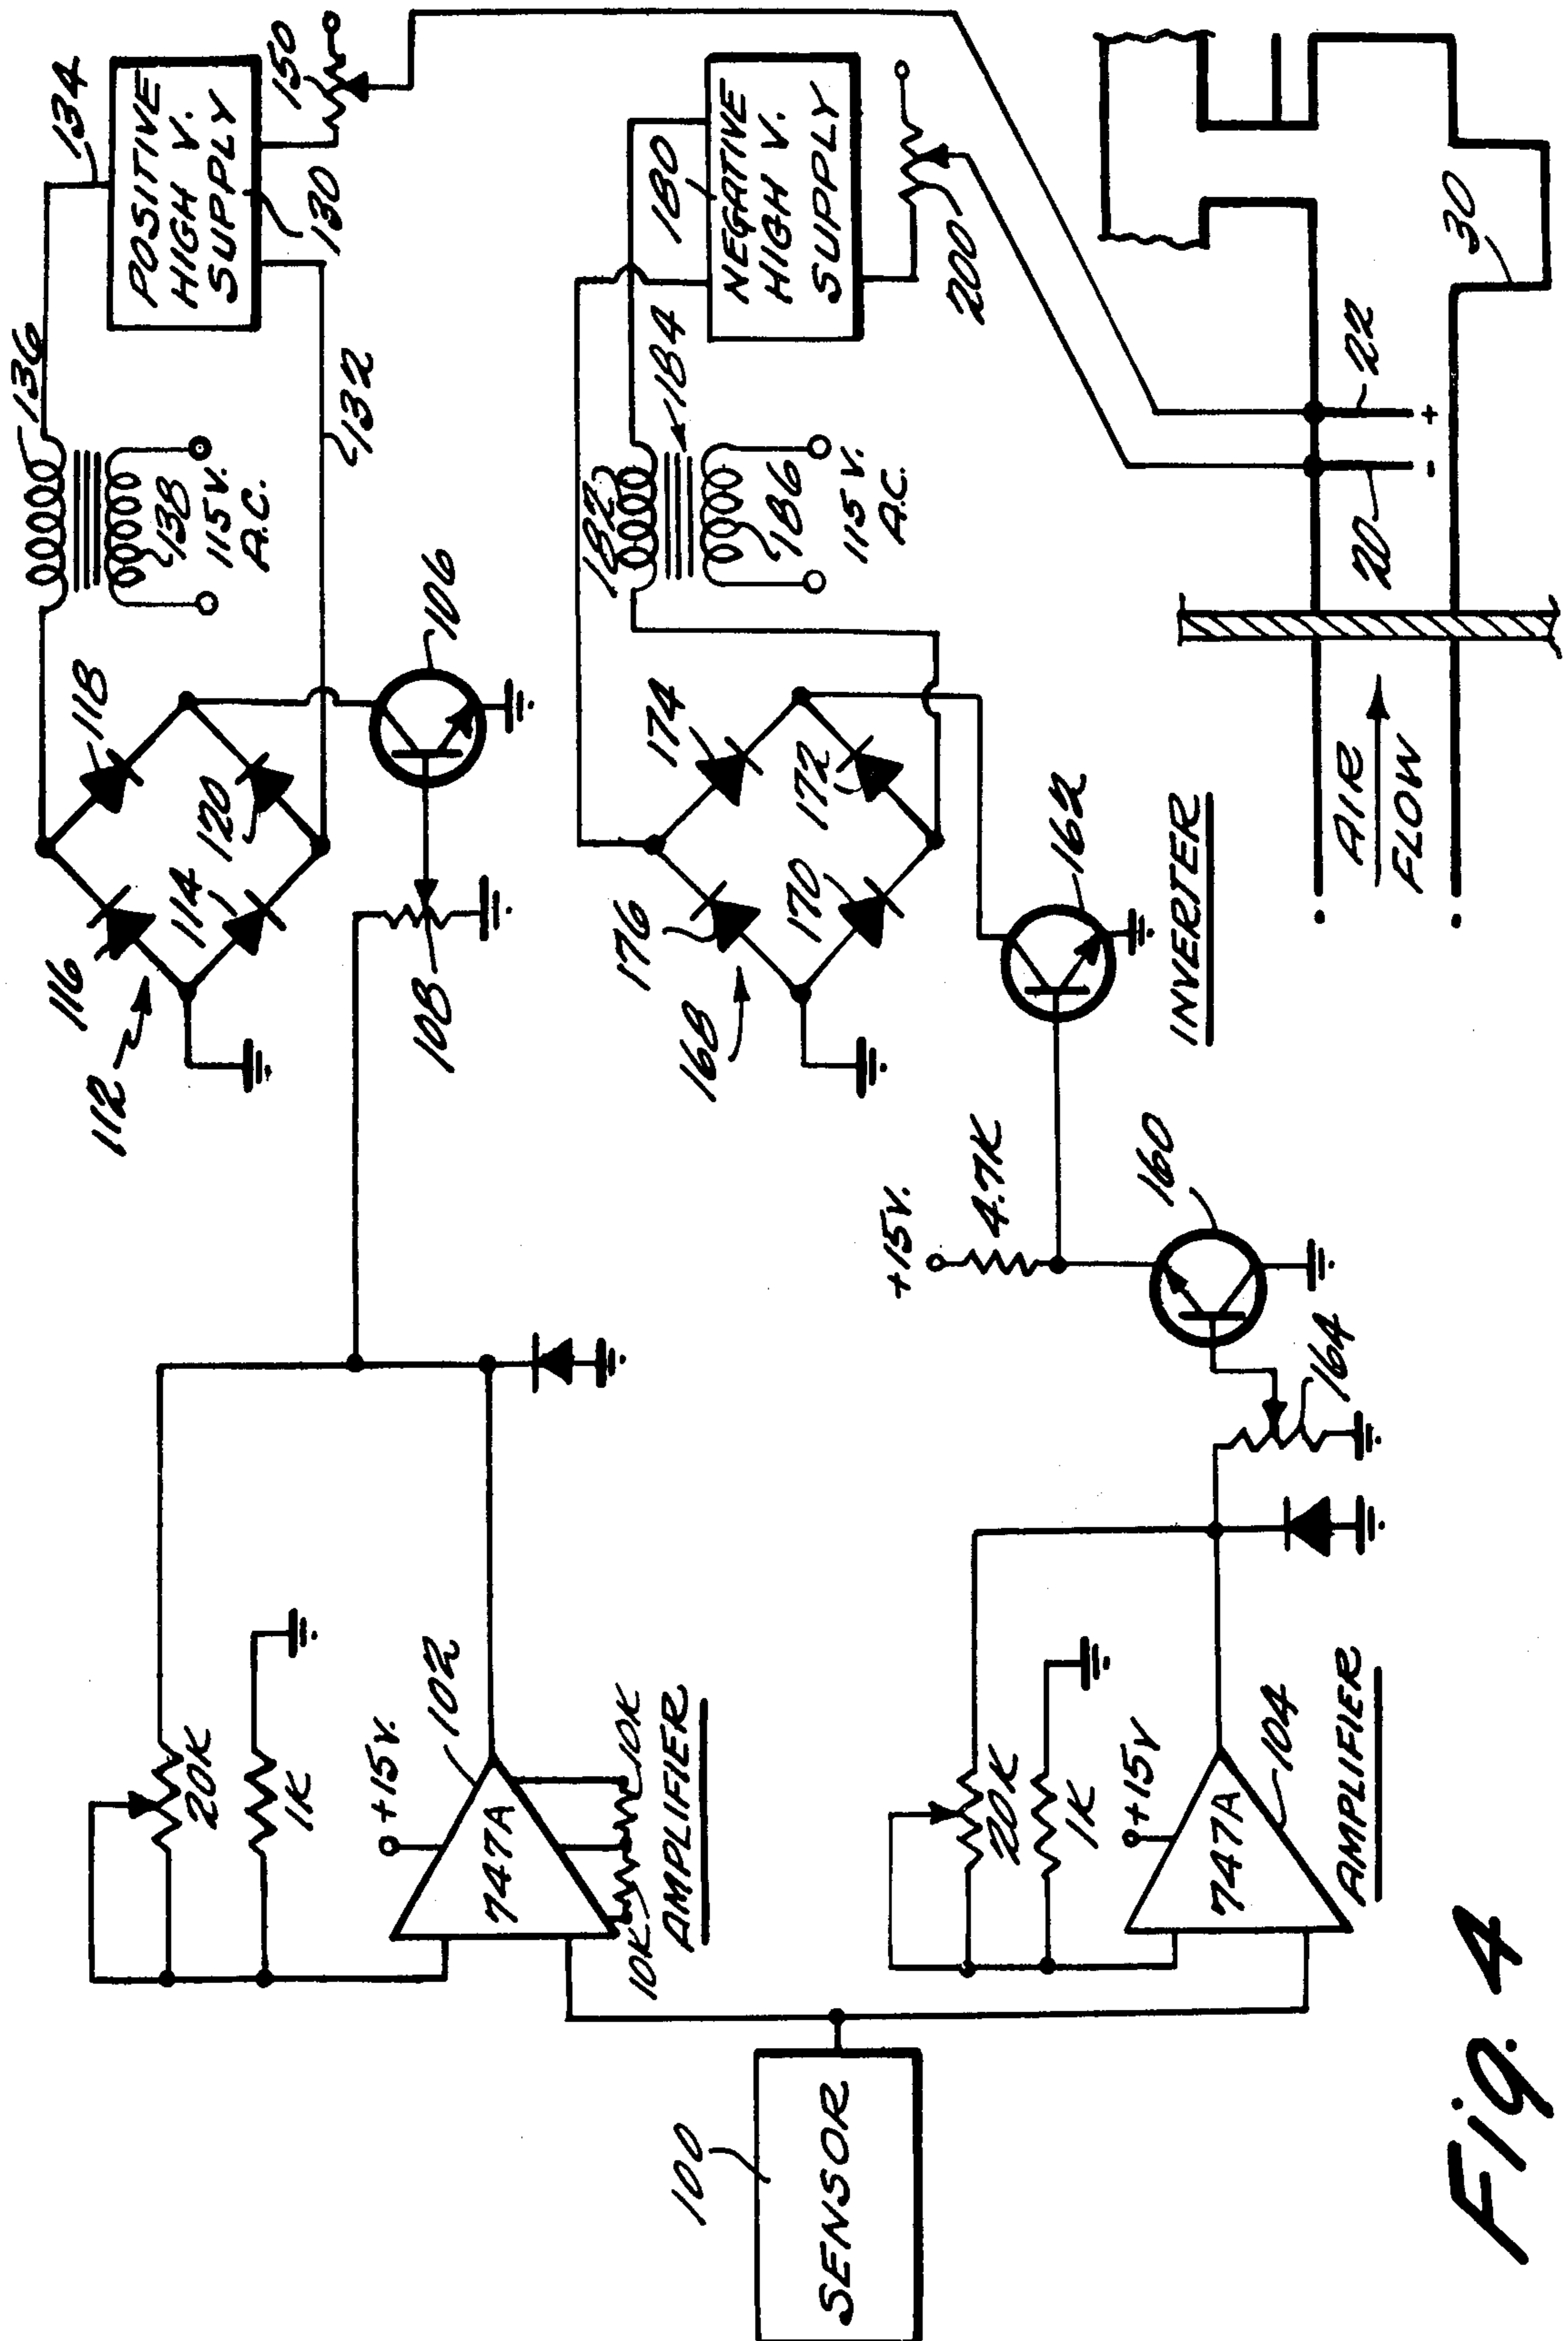 134
POSITIVE
HIGH V.
SUPPLY
130
150
136
138
115V.
A.C.
132
118
120
116
114
112
106
108
180
NEGATIVE
HIGH V.
SUPPLY
200
184
182
186
115V.
A.C.
174
172
176
170
168
162
INVERTER
22
20
+
-
30
AIR
FLOW
+15V.
4.7K
160
164
20K
1K
+15V.
102
747A
10K
10K
AMPLIFIER
20K
1K
+15V
747A
104
AMPLIFIER
100
SENSOR
Fig. 4